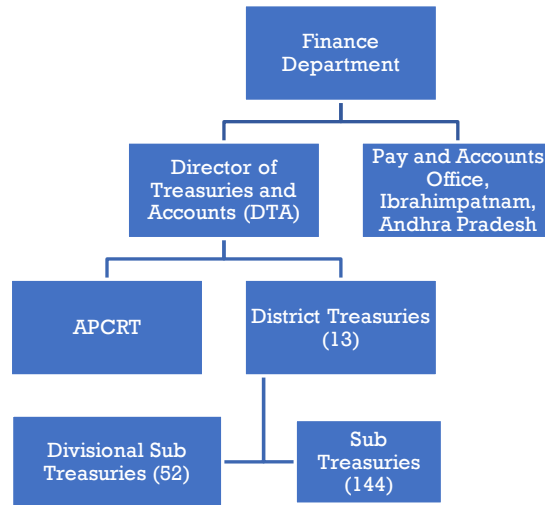 Finance
Department
Director of
Treasuries and
Accounts (DTA)
Pay and Accounts
Office,
Ibrahimpatnam,
Andhra Pradesh
APCRT
District Treasuries
(13)
Divisional Sub
Treasuries (52)
Sub
Treasuries
(144)